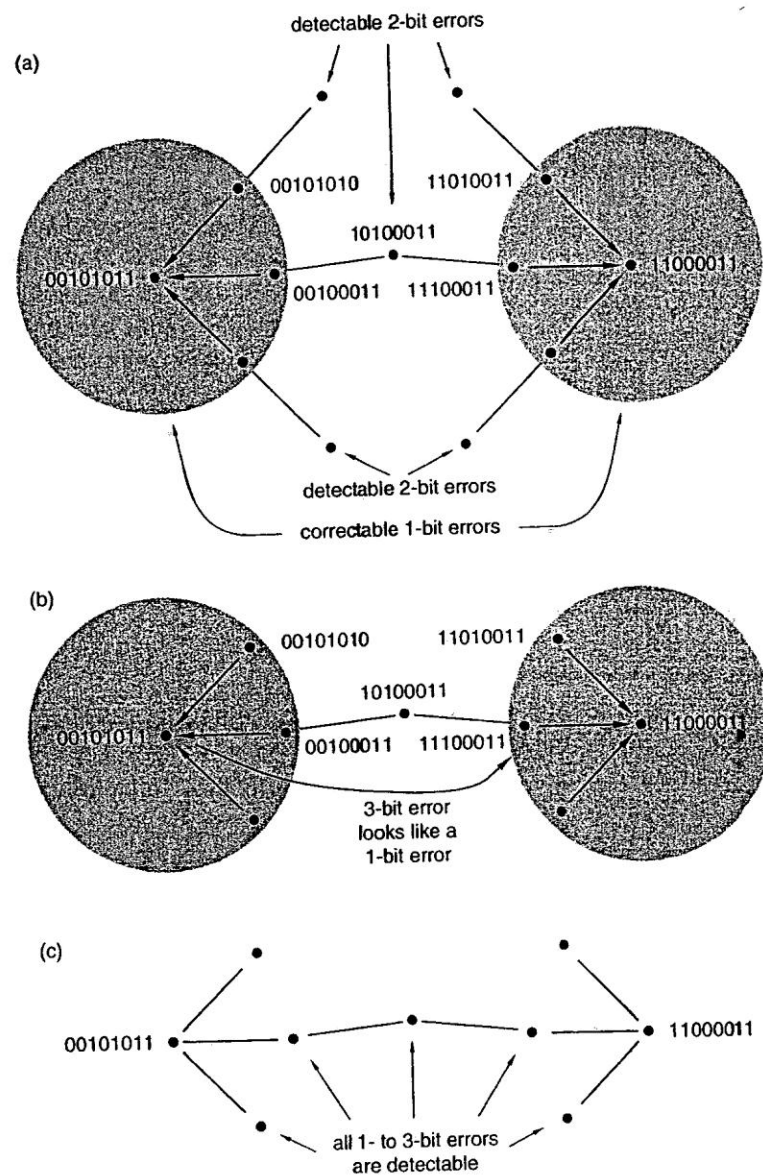 detectable 2-bit errors
(a)
00101010
11010011
10100011
00101011
11000011
00100011
11100011
detectable 2-bit errors
correctable 1-bit errors
(b)
00101010
11010011
10100011
00101011
11000011
00100011
11100011
3-bit error
looks like a
1-bit error
(c)
00101011
11000011
all 1- to 3-bit errors
are detectable